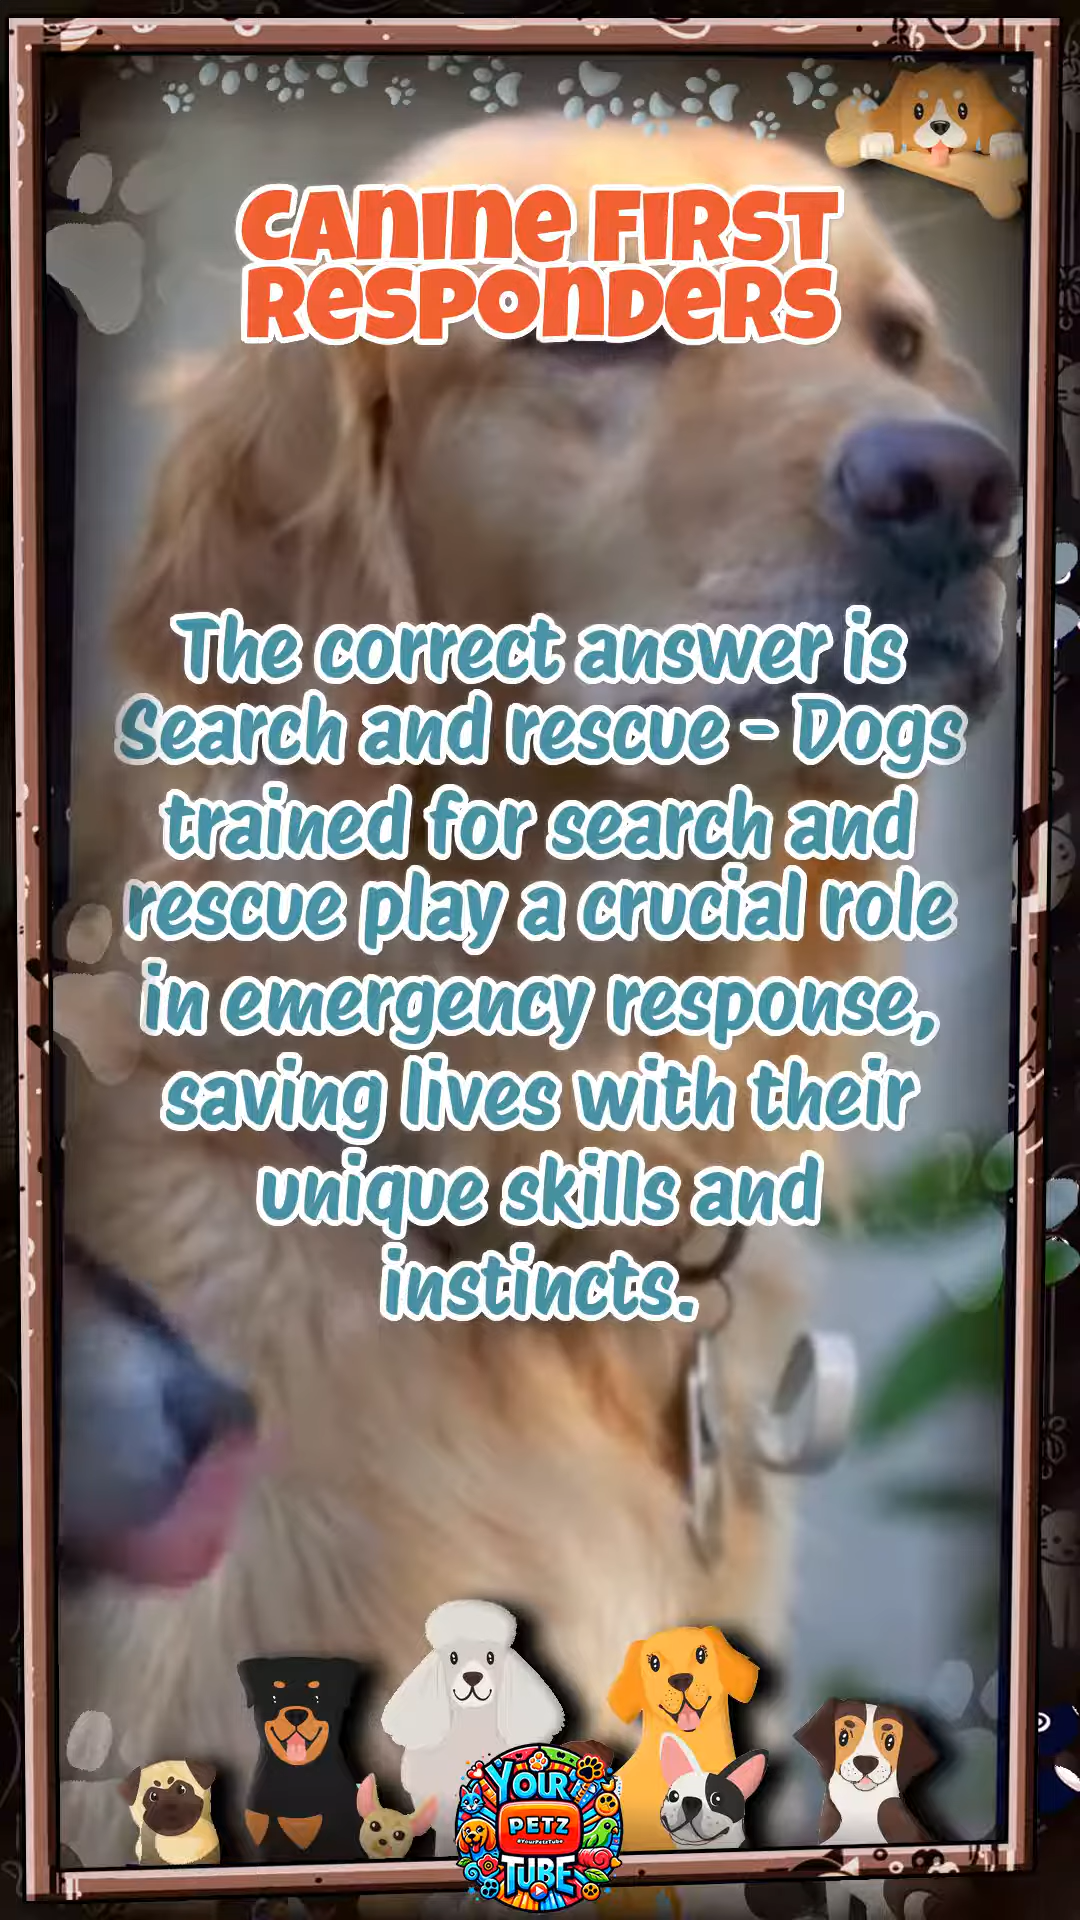 CANINE FIRST
RESPONDERS
The correct answer is
Search and rescue - Dogs
trained for search and
rescue play a crucial role
in emergency response,
saving lives with their
unique skills and
instincts.
YOUR
PETZ
#YourPetzTube
TUBE